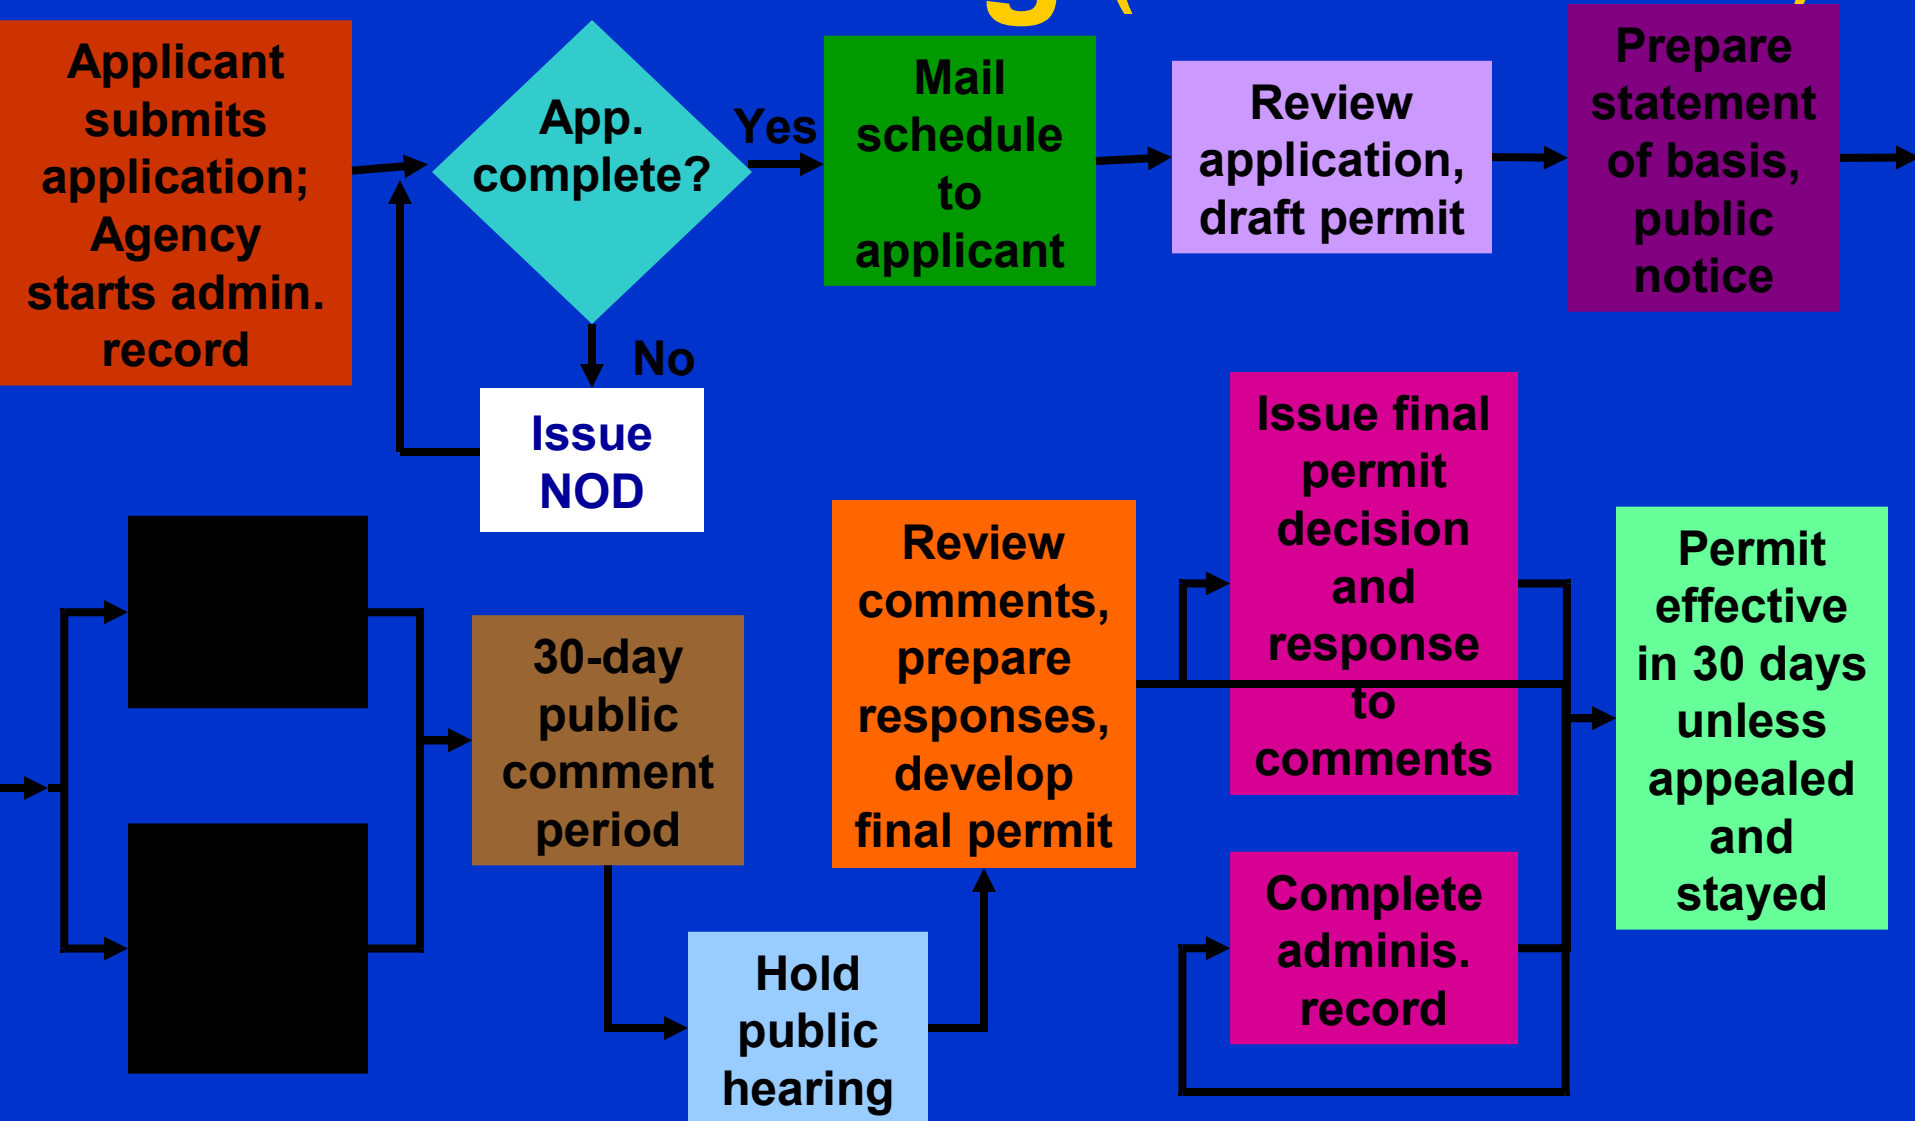 Applicant
submits
application;
Agency
starts admin.
record
App.
complete?
Yes
No
Issue
NOD
Mail
schedule
to
applicant
Review
application,
draft permit
Prepare
statement
of basis,
public
notice
30-day
public
comment
period
Hold
public
hearing
Review
comments,
prepare
responses,
develop
final permit
Issue final
permit
decision
and
response
to
comments
Complete
adminis.
record
Permit
effective
in 30 days
unless
appealed
and
stayed